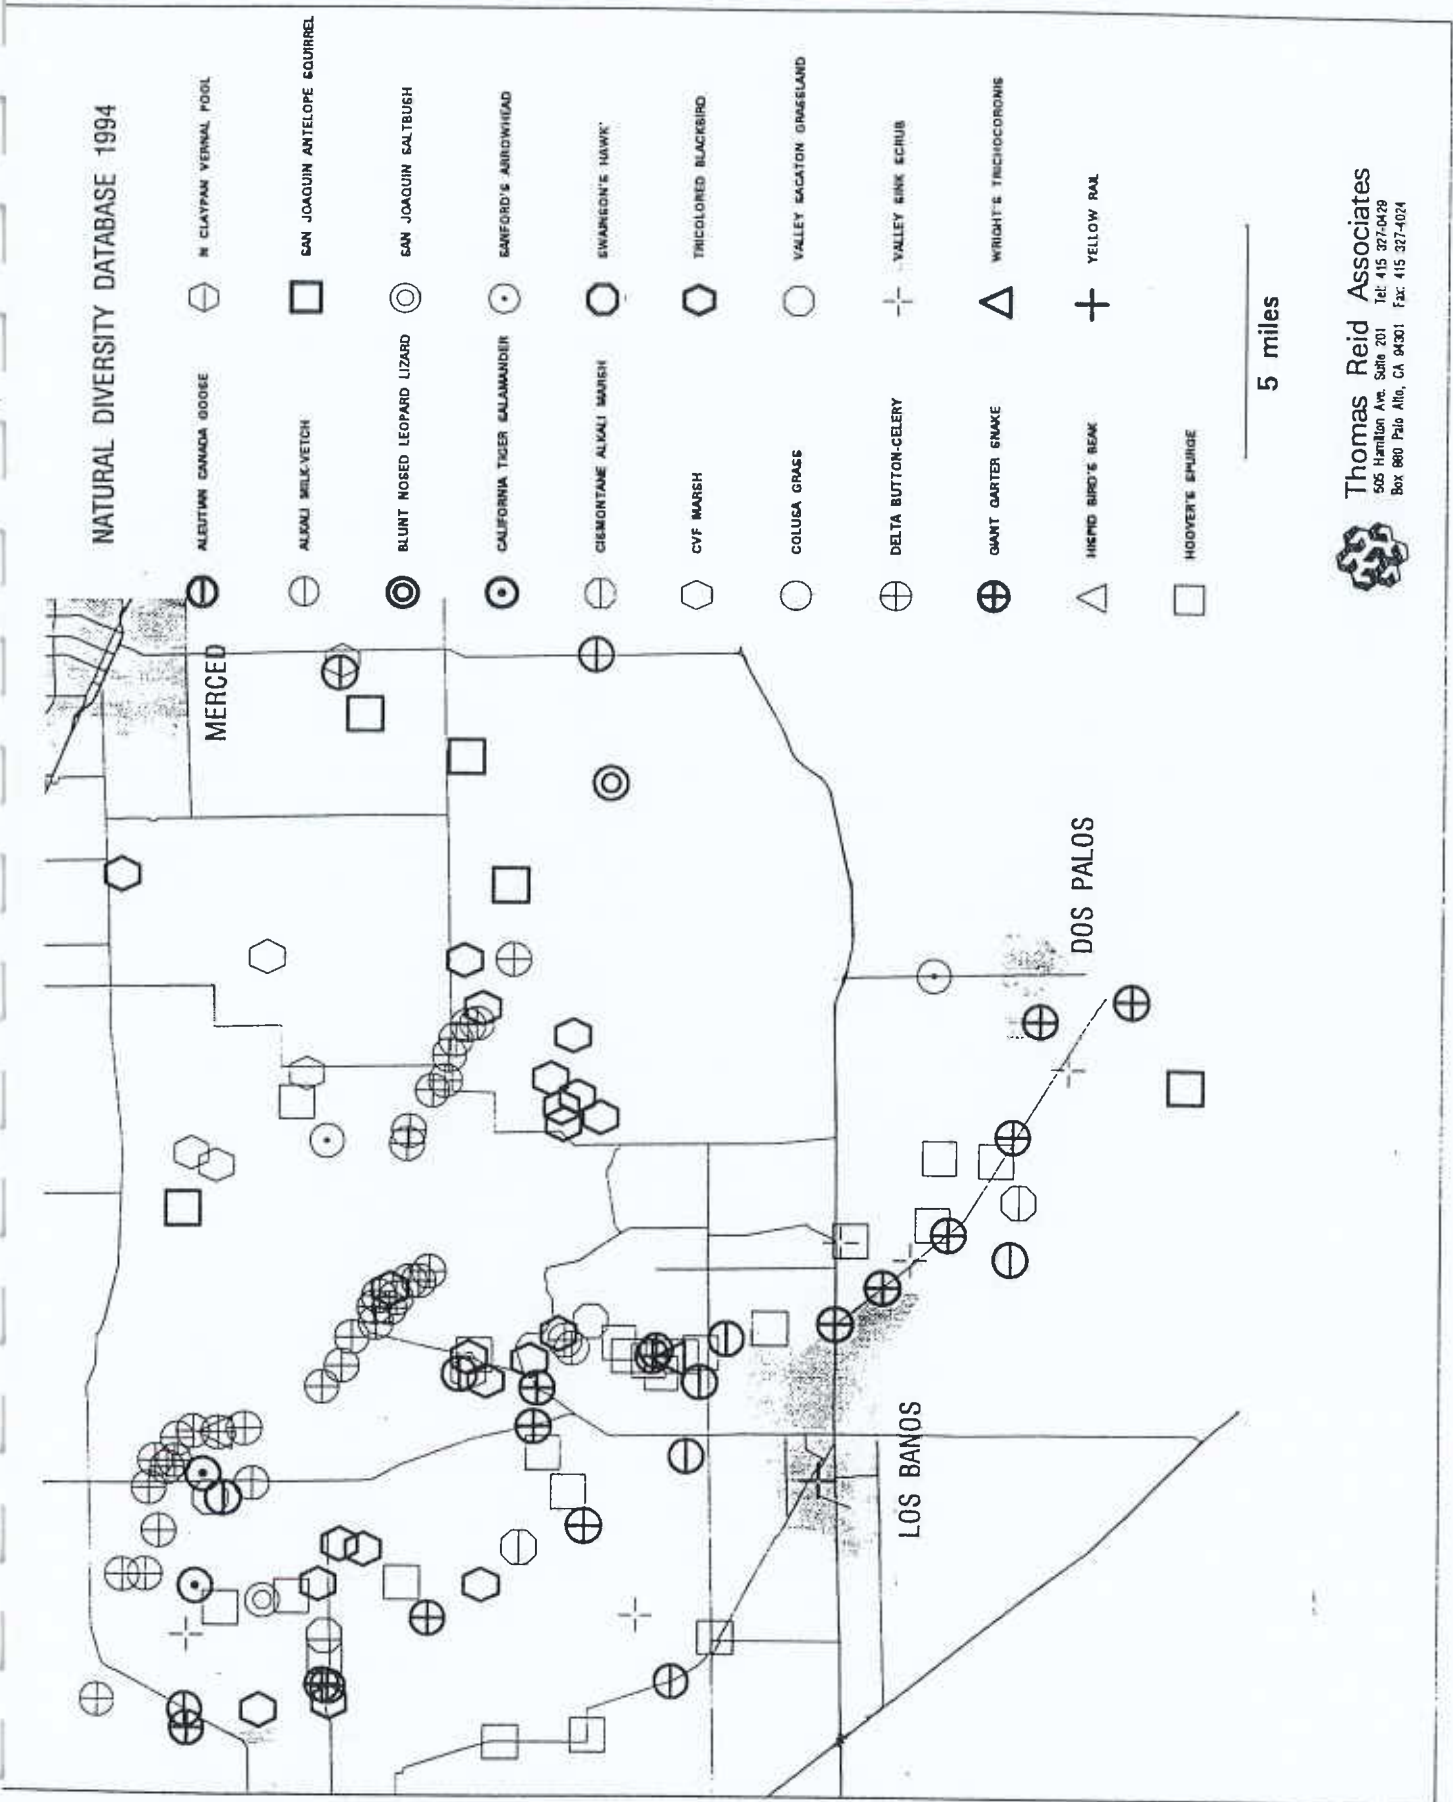 NATURAL DIVERSITY DATABASE 1994
ALEUTIAN CANADA GOOSE
ALKALI MILK-VETCH
BLUNT NOSED LEOPARD LIZARD
CALIFORNIA TIGER SALAMANDER
CISMONTANE ALKALI MARSH
CVF MARSH
COLUSA GRASS
DELTA BUTTON-CELERY
GIANT GARTER SNAKE
HISPID BIRD'S BEAK
HOOVER'S SPURGE
N CLAYPAN VERNAL POOL
SAN JOAQUIN ANTELOPE SQUIRREL
SAN JOAQUIN SALTBUSH
SANFORD'S ARROWHEAD
SWAINSON'S HAWK
TRICOLORED BLACKBIRD
VALLEY SACATON GRASSLAND
VALLEY SINK SCRUB
WRIGHT'S TRICHOCORONIS
YELLOW RAIL
MERCED
DOS PALOS
LOS BANOS
5 miles
Thomas Reid Associates
505 Hamilton Ave. Suite 201 Tel: 415 327-0429
Box 880 Palo Alto, CA 94301 Fax: 415 327-4024